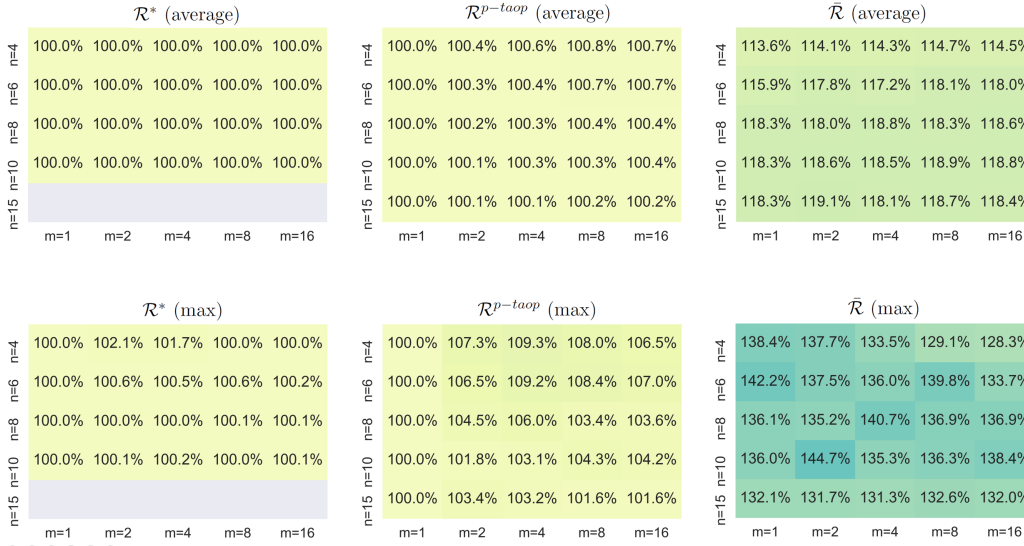 R* (average)
R^{p−taop} (average)
R̄ (average)
n=4 100.0% 100.0% 100.0% 100.0% 100.0%
n=6 100.0% 100.0% 100.0% 100.0% 100.0%
n=8 100.0% 100.0% 100.0% 100.0% 100.0%
n=10 100.0% 100.0% 100.0% 100.0% 100.0%
n=15
m=1 m=2 m=4 m=8 m=16
n=4 100.0% 100.4% 100.6% 100.8% 100.7%
n=6 100.0% 100.3% 100.4% 100.7% 100.7%
n=8 100.0% 100.2% 100.3% 100.4% 100.4%
n=10 100.0% 100.1% 100.3% 100.3% 100.4%
n=15 100.0% 100.1% 100.1% 100.2% 100.2%
m=1 m=2 m=4 m=8 m=16
n=4 113.6% 114.1% 114.3% 114.7% 114.5%
n=6 115.9% 117.8% 117.2% 118.1% 118.0%
n=8 118.3% 118.0% 118.8% 118.3% 118.6%
n=10 118.3% 118.6% 118.5% 118.9% 118.8%
n=15 118.3% 119.1% 118.1% 118.7% 118.4%
m=1 m=2 m=4 m=8 m=16
R* (max)
R^{p−taop} (max)
R̄ (max)
n=4 100.0% 102.1% 101.7% 100.0% 100.0%
n=6 100.0% 100.6% 100.5% 100.6% 100.2%
n=8 100.0% 100.0% 100.0% 100.1% 100.1%
n=10 100.0% 100.1% 100.2% 100.0% 100.1%
n=15
m=1 m=2 m=4 m=8 m=16
n=4 100.0% 107.3% 109.3% 108.0% 106.5%
n=6 100.0% 106.5% 109.2% 108.4% 107.0%
n=8 100.0% 104.5% 106.0% 103.4% 103.6%
n=10 100.0% 101.8% 103.1% 104.3% 104.2%
n=15 100.0% 103.4% 103.2% 101.6% 101.6%
m=1 m=2 m=4 m=8 m=16
n=4 138.4% 137.7% 133.5% 129.1% 128.3%
n=6 142.2% 137.5% 136.0% 139.8% 133.7%
n=8 136.1% 135.2% 140.7% 136.9% 136.9%
n=10 136.0% 144.7% 135.3% 136.3% 138.4%
n=15 132.1% 131.7% 131.3% 132.6% 132.0%
m=1 m=2 m=4 m=8 m=16